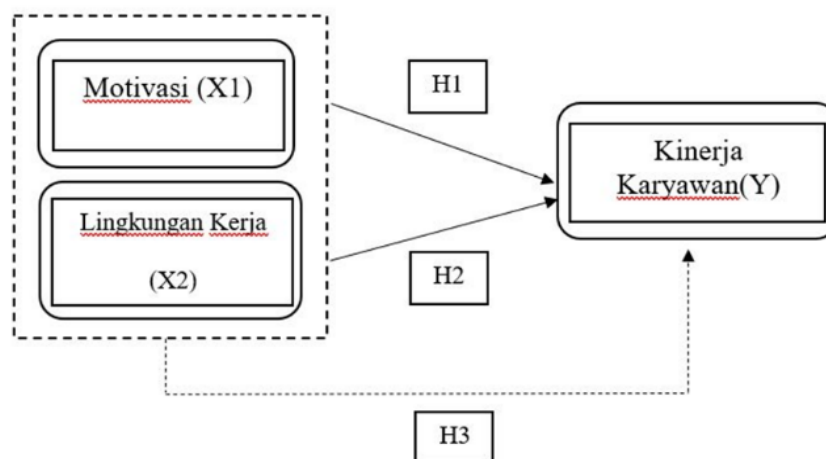 Motivasi (X1)
H1
Kinerja
Karyawan(Y)
Lingkungan Kerja
(X2)
H2
H3